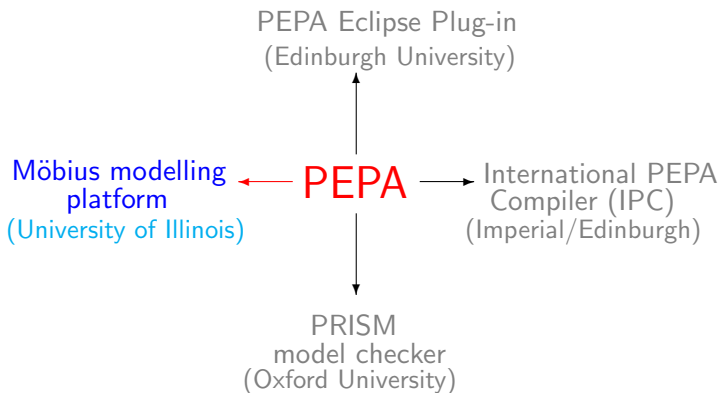 PEPA Eclipse Plug-in
(Edinburgh University)
Möbius modelling
platform
(University of Illinois)
PEPA
International PEPA
Compiler (IPC)
(Imperial/Edinburgh)
PRISM
model checker
(Oxford University)